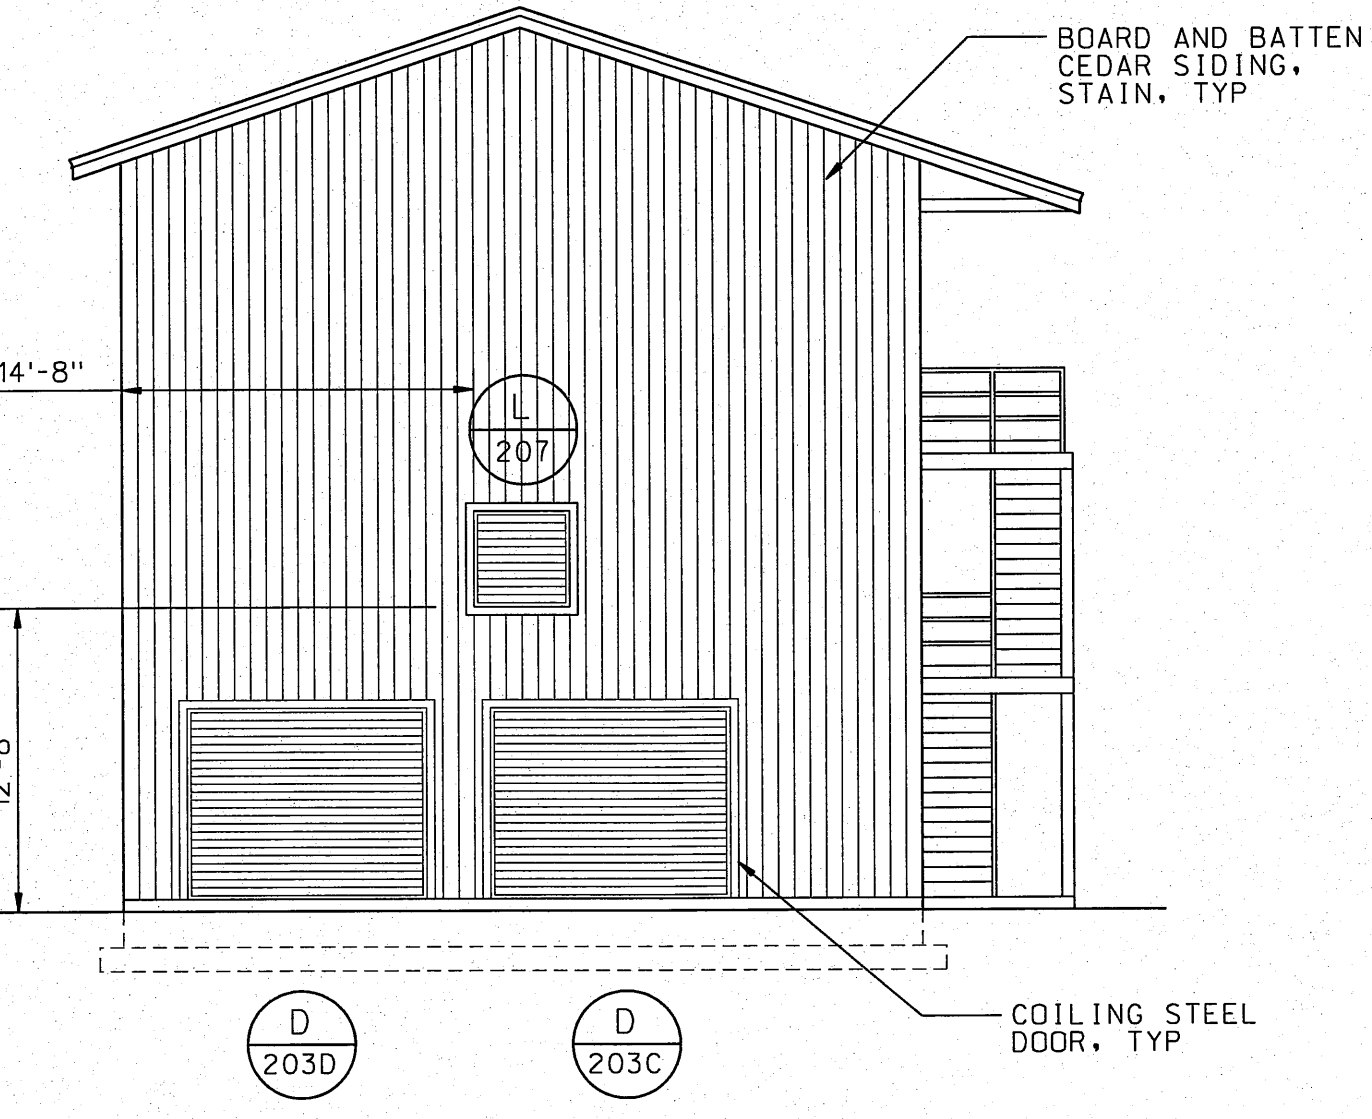 BOARD AND BATTEN
CEDAR SIDING,
STAIN, TYP
14'-8"
L
207
D
203D
D
203C
COILING STEEL
DOOR, TYP